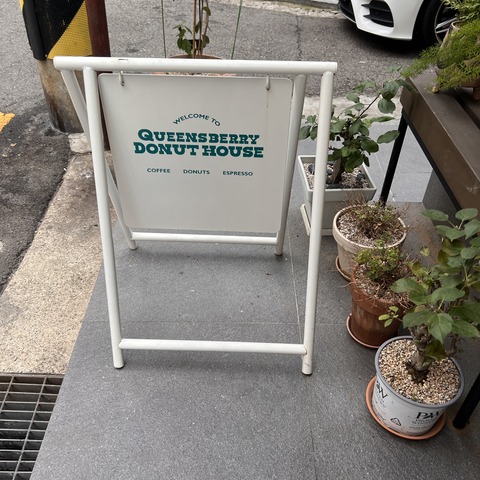 WELCOME TO
QUEENSBERRY
DONUT HOUSE
COFFEE DONUTS ESPRESSO